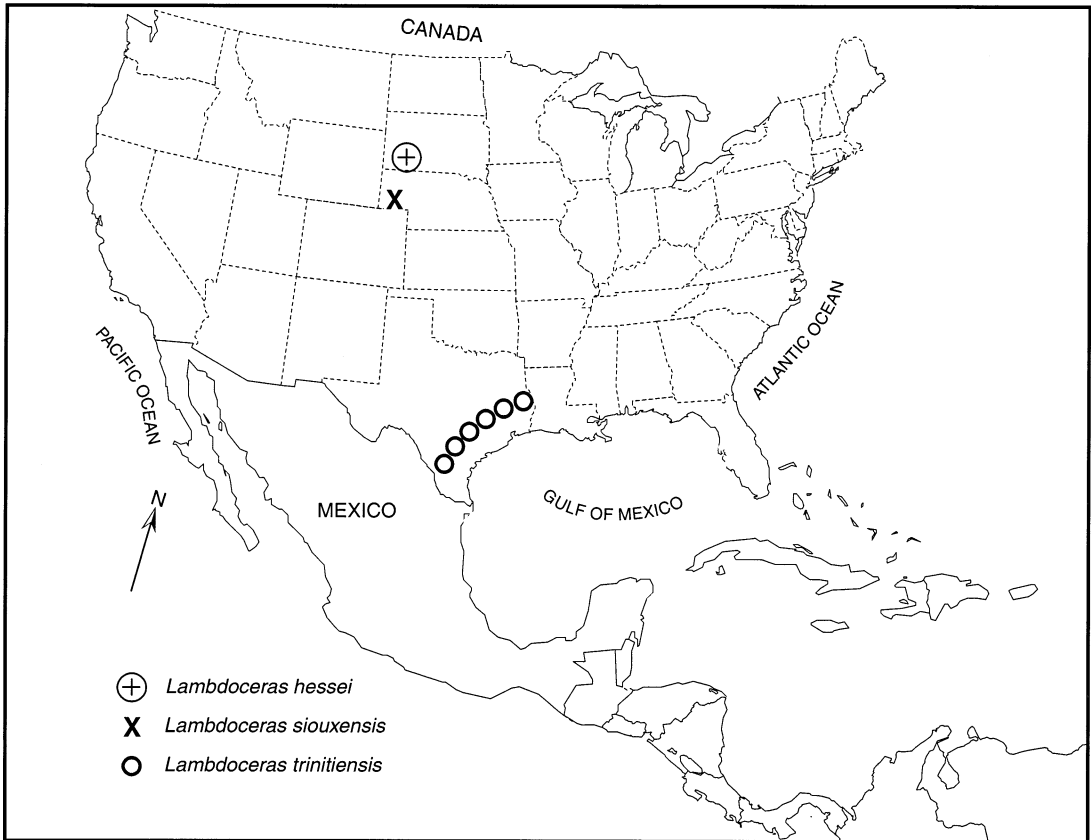 CANADA
PACIFIC OCEAN
ATLANTIC OCEAN
N
MEXICO
GULF OF MEXICO
Lambdoceras hessei
X Lambdoceras siouxensis
Lambdoceras trinitiensis
X